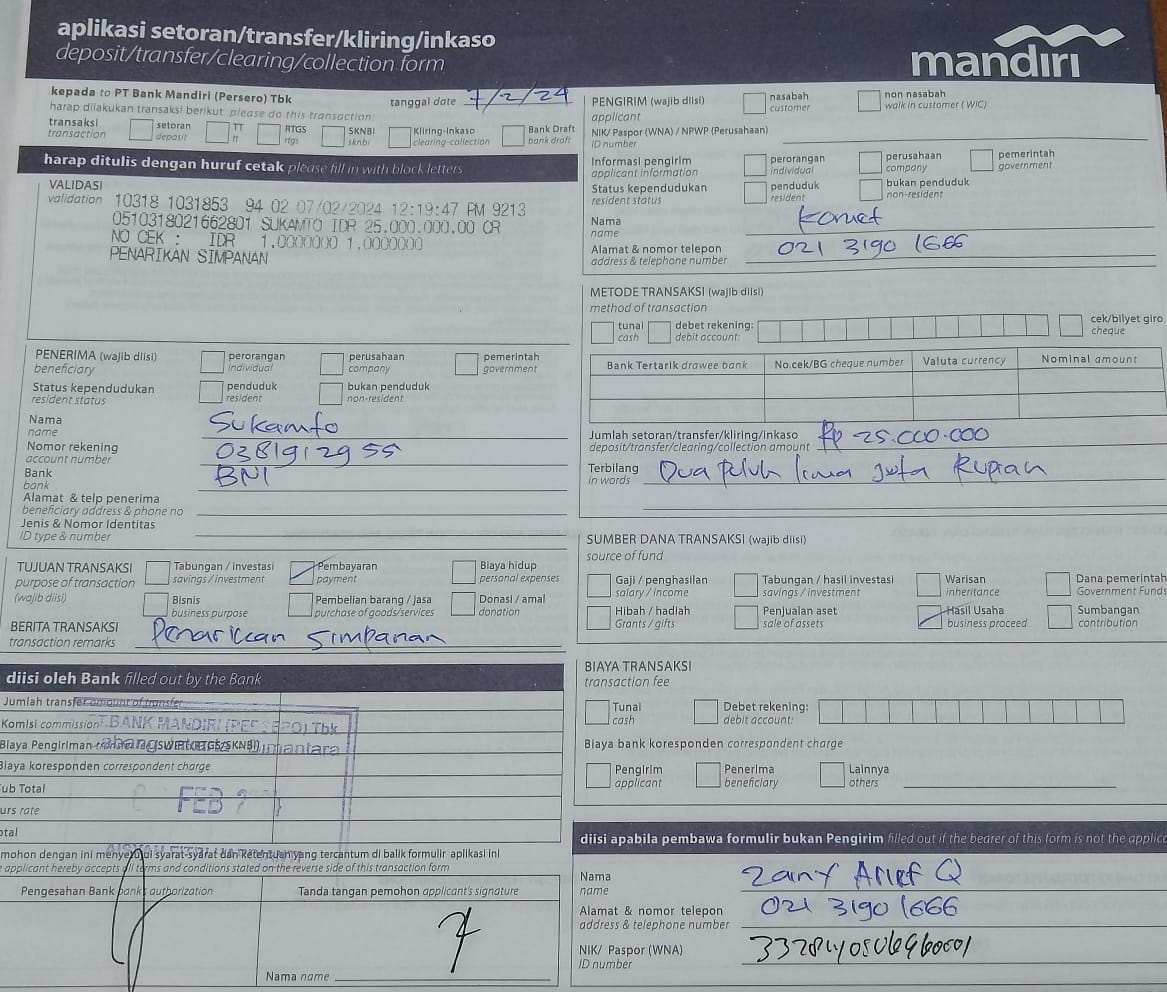 aplikasi setoran/transfer/kliring/inkaso
deposit/transfer/clearing/collection form
mandiri
kepada to PT Bank Mandiri (Persero) Tbk
tanggal date 7/2/24
harap dilakukan transaksi berikut please do this transaction:
transaksi
transaction
setoran
deposit
TT
tt
RTGS
rtgs
SKNBI
sknbi
Kliring-inkaso
clearing-collection
Bank Draft
bank draft
harap ditulis dengan huruf cetak please fill in with block letters
VALIDASI
validation
10318 1031853 94 02 07/02/2024 12:19:47 PM 9213
0510318021662801 SUKAMTO IDR 25.000.000.00 CR
NO CEK : IDR 1.0000000 1.0000000
PENARIKAN SIMPANAN
PENERIMA (wajib diisi)
beneficiary
perorangan
individual
perusahaan
company
pemerintah
government
Status kependudukan
resident status
penduduk
resident
bukan penduduk
non-resident
Nama
name
Sukamto
Nomor rekening
account number
0381912955
Bank
bank
BNI
Alamat & telp penerima
beneficiary address & phone no
Jenis & Nomor Identitas
ID type & number
TUJUAN TRANSAKSI
purpose of transaction
(wajib diisi)
Tabungan / investasi
savings / investment
Pembayaran
payment
Biaya hidup
personal expenses
Bisnis
business purpose
Pembelian barang / jasa
purchase of goods/services
Donasi / amal
donation
BERITA TRANSAKSI
transaction remarks
Penarikan Simpanan
diisi oleh Bank filled out by the Bank
Jumlah transfer amount of transfer
Komisi commission
T.BANK MANDIRI (PERSERO) Tbk
Biaya Pengiriman
(SWIFT/RTGS/SKNBI)
Biaya koresponden correspondent charge
Sub Total
FEB
urs rate
otal
mohon dengan ini menyetujui syarat-syarat dan ketentuan yang tercantum di balik formulir aplikasi ini
applicant hereby accepts all terms and conditions stated on the reverse side of this transaction form
Pengesahan Bank bank's authorization
Tanda tangan pemohon applicant's signature
Nama name
PENGIRIM (wajib diisi)
applicant
nasabah
customer
non nasabah
walk in customer (WIC)
NIK/ Paspor (WNA) / NPWP (Perusahaan)
ID number
Informasi pengirim
applicant information
perorangan
individual
perusahaan
company
pemerintah
government
Status kependudukan
resident status
penduduk
resident
bukan penduduk
non-resident
Nama
name
Komet
Alamat & nomor telepon
address & telephone number
021 3190 1666
METODE TRANSAKSI (wajib diisi)
method of transaction
tunai
cash
debet rekening:
debit account:
cek/bilyet giro
cheque
Bank Tertarik drawee bank
No.cek/BG cheque number
Valuta currency
Nominal amount
Jumlah setoran/transfer/kliring/inkaso
deposit/transfer/clearing/collection amount
Rp 25.000.000
Terbilang
in words
Dua puluh lima juta Rupiah
SUMBER DANA TRANSAKSI (wajib diisi)
source of fund
Gaji / penghasilan
salary / income
Tabungan / hasil investasi
savings / investment
Warisan
inheritance
Dana pemerintah
Government Funds
Hibah / hadiah
Grants / gifts
Penjualan aset
sale of assets
Hasil Usaha
business proceed
Sumbangan
contribution
BIAYA TRANSAKSI
transaction fee
Tunai
cash
Debet rekening:
debit account:
Biaya bank koresponden correspondent charge
Pengirim
applicant
Penerima
beneficiary
Lainnya
others
diisi apabila pembawa formulir bukan Pengirim filled out if the bearer of this form is not the applic
Nama
name
Zany Arief Q
Alamat & nomor telepon
address & telephone number
021 3190 1666
NIK/ Paspor (WNA)
ID number